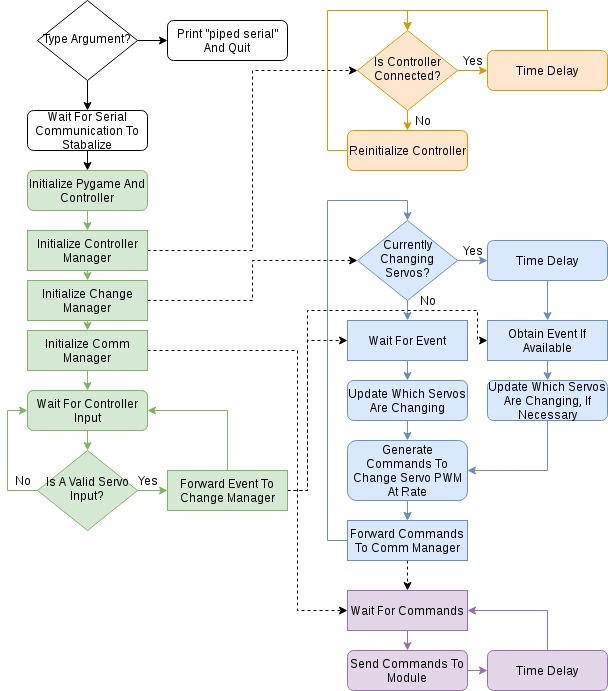 Type Argument?
Print "piped serial"
And Quit
Wait For Serial
Communication To
Stabalize
Initialize Pygame And
Controller
Initialize Controller
Manager
Initialize Change
Manager
Initialize Comm
Manager
Wait For Controller
Input
No
Is A Valid Servo
Input?
Yes
Forward Event To
Change Manager
Is Controller
Connected?
Yes
Time Delay
No
Reinitialize Controller
Currently
Changing
Servos?
Yes
Time Delay
No
Wait For Event
Obtain Event If
Available
Update Which Servos
Are Changing
Update Which Servos
Are Changing, If
Necessary
Generate
Commands To
Change Servo PWM
At Rate
Forward Commands
To Comm Manager
Wait For Commands
Send Commands To
Module
Time Delay